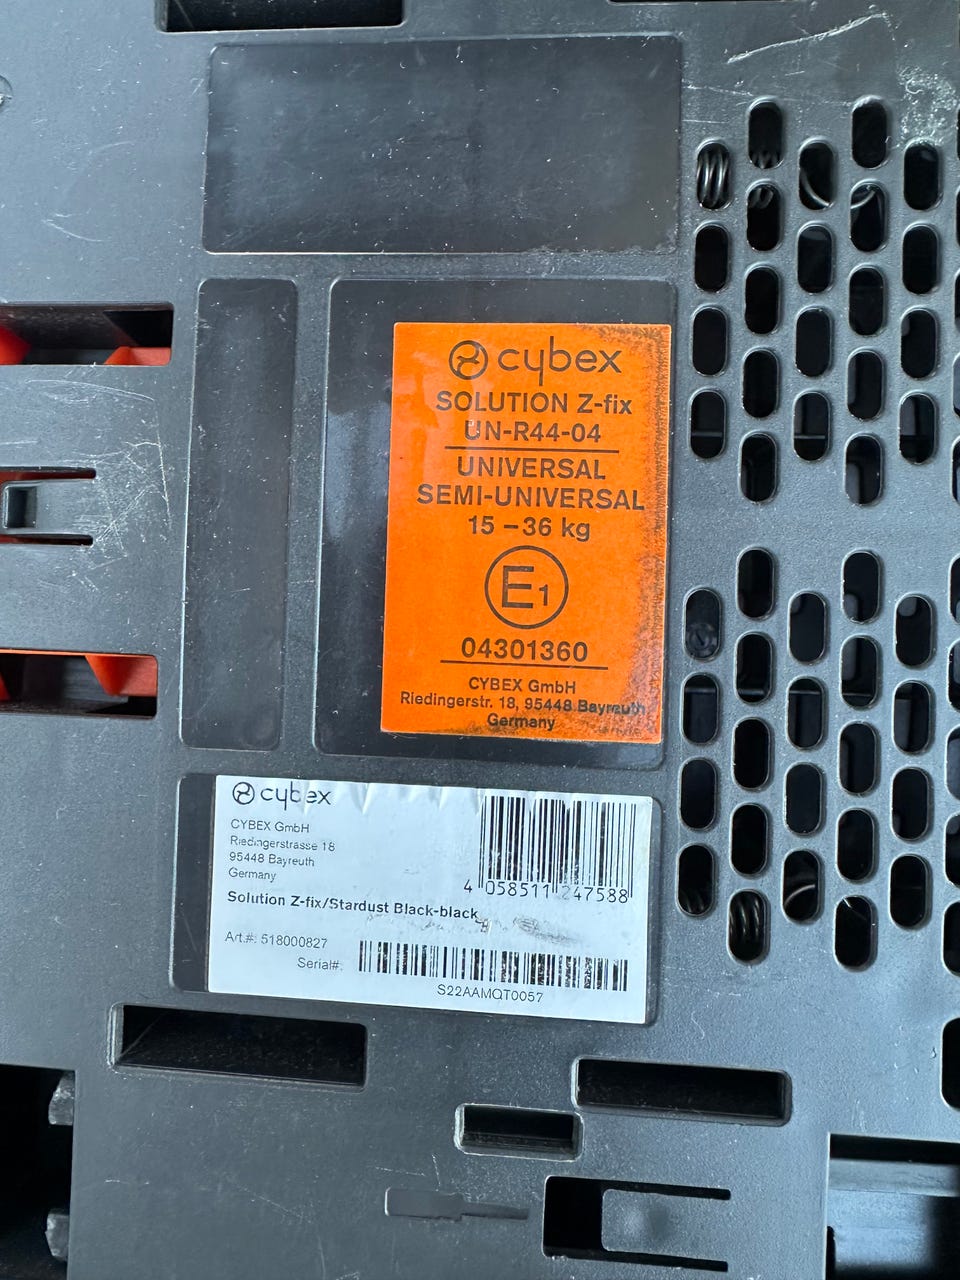 cybex
SOLUTION Z-fix
UN-R44-04
UNIVERSAL
SEMI-UNIVERSAL
15 – 36 kg
E1
04301360
CYBEX GmbH
Riedingerstr. 18, 95448 Bayreuth
Germany
cybex
CYBEX GmbH
Riedingerstrasse 18
95448 Bayreuth
Germany
4 058511 247588
Solution Z-fix/Stardust Black-black
Art.#: 518000827
Serial#:
S22AAMQT0057